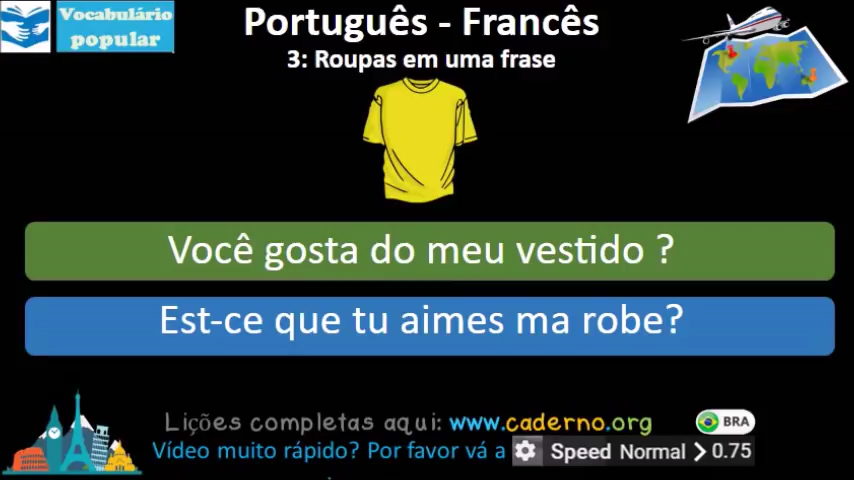 Vocabulário
popular
Português - Francês
3: Roupas em uma frase
Você gosta do meu vestido ?
Est-ce que tu aimes ma robe?
Lições completas aqui: www.caderno.org
BRA
Vídeo muito rápido? Por favor vá a Speed Normal > 0.75